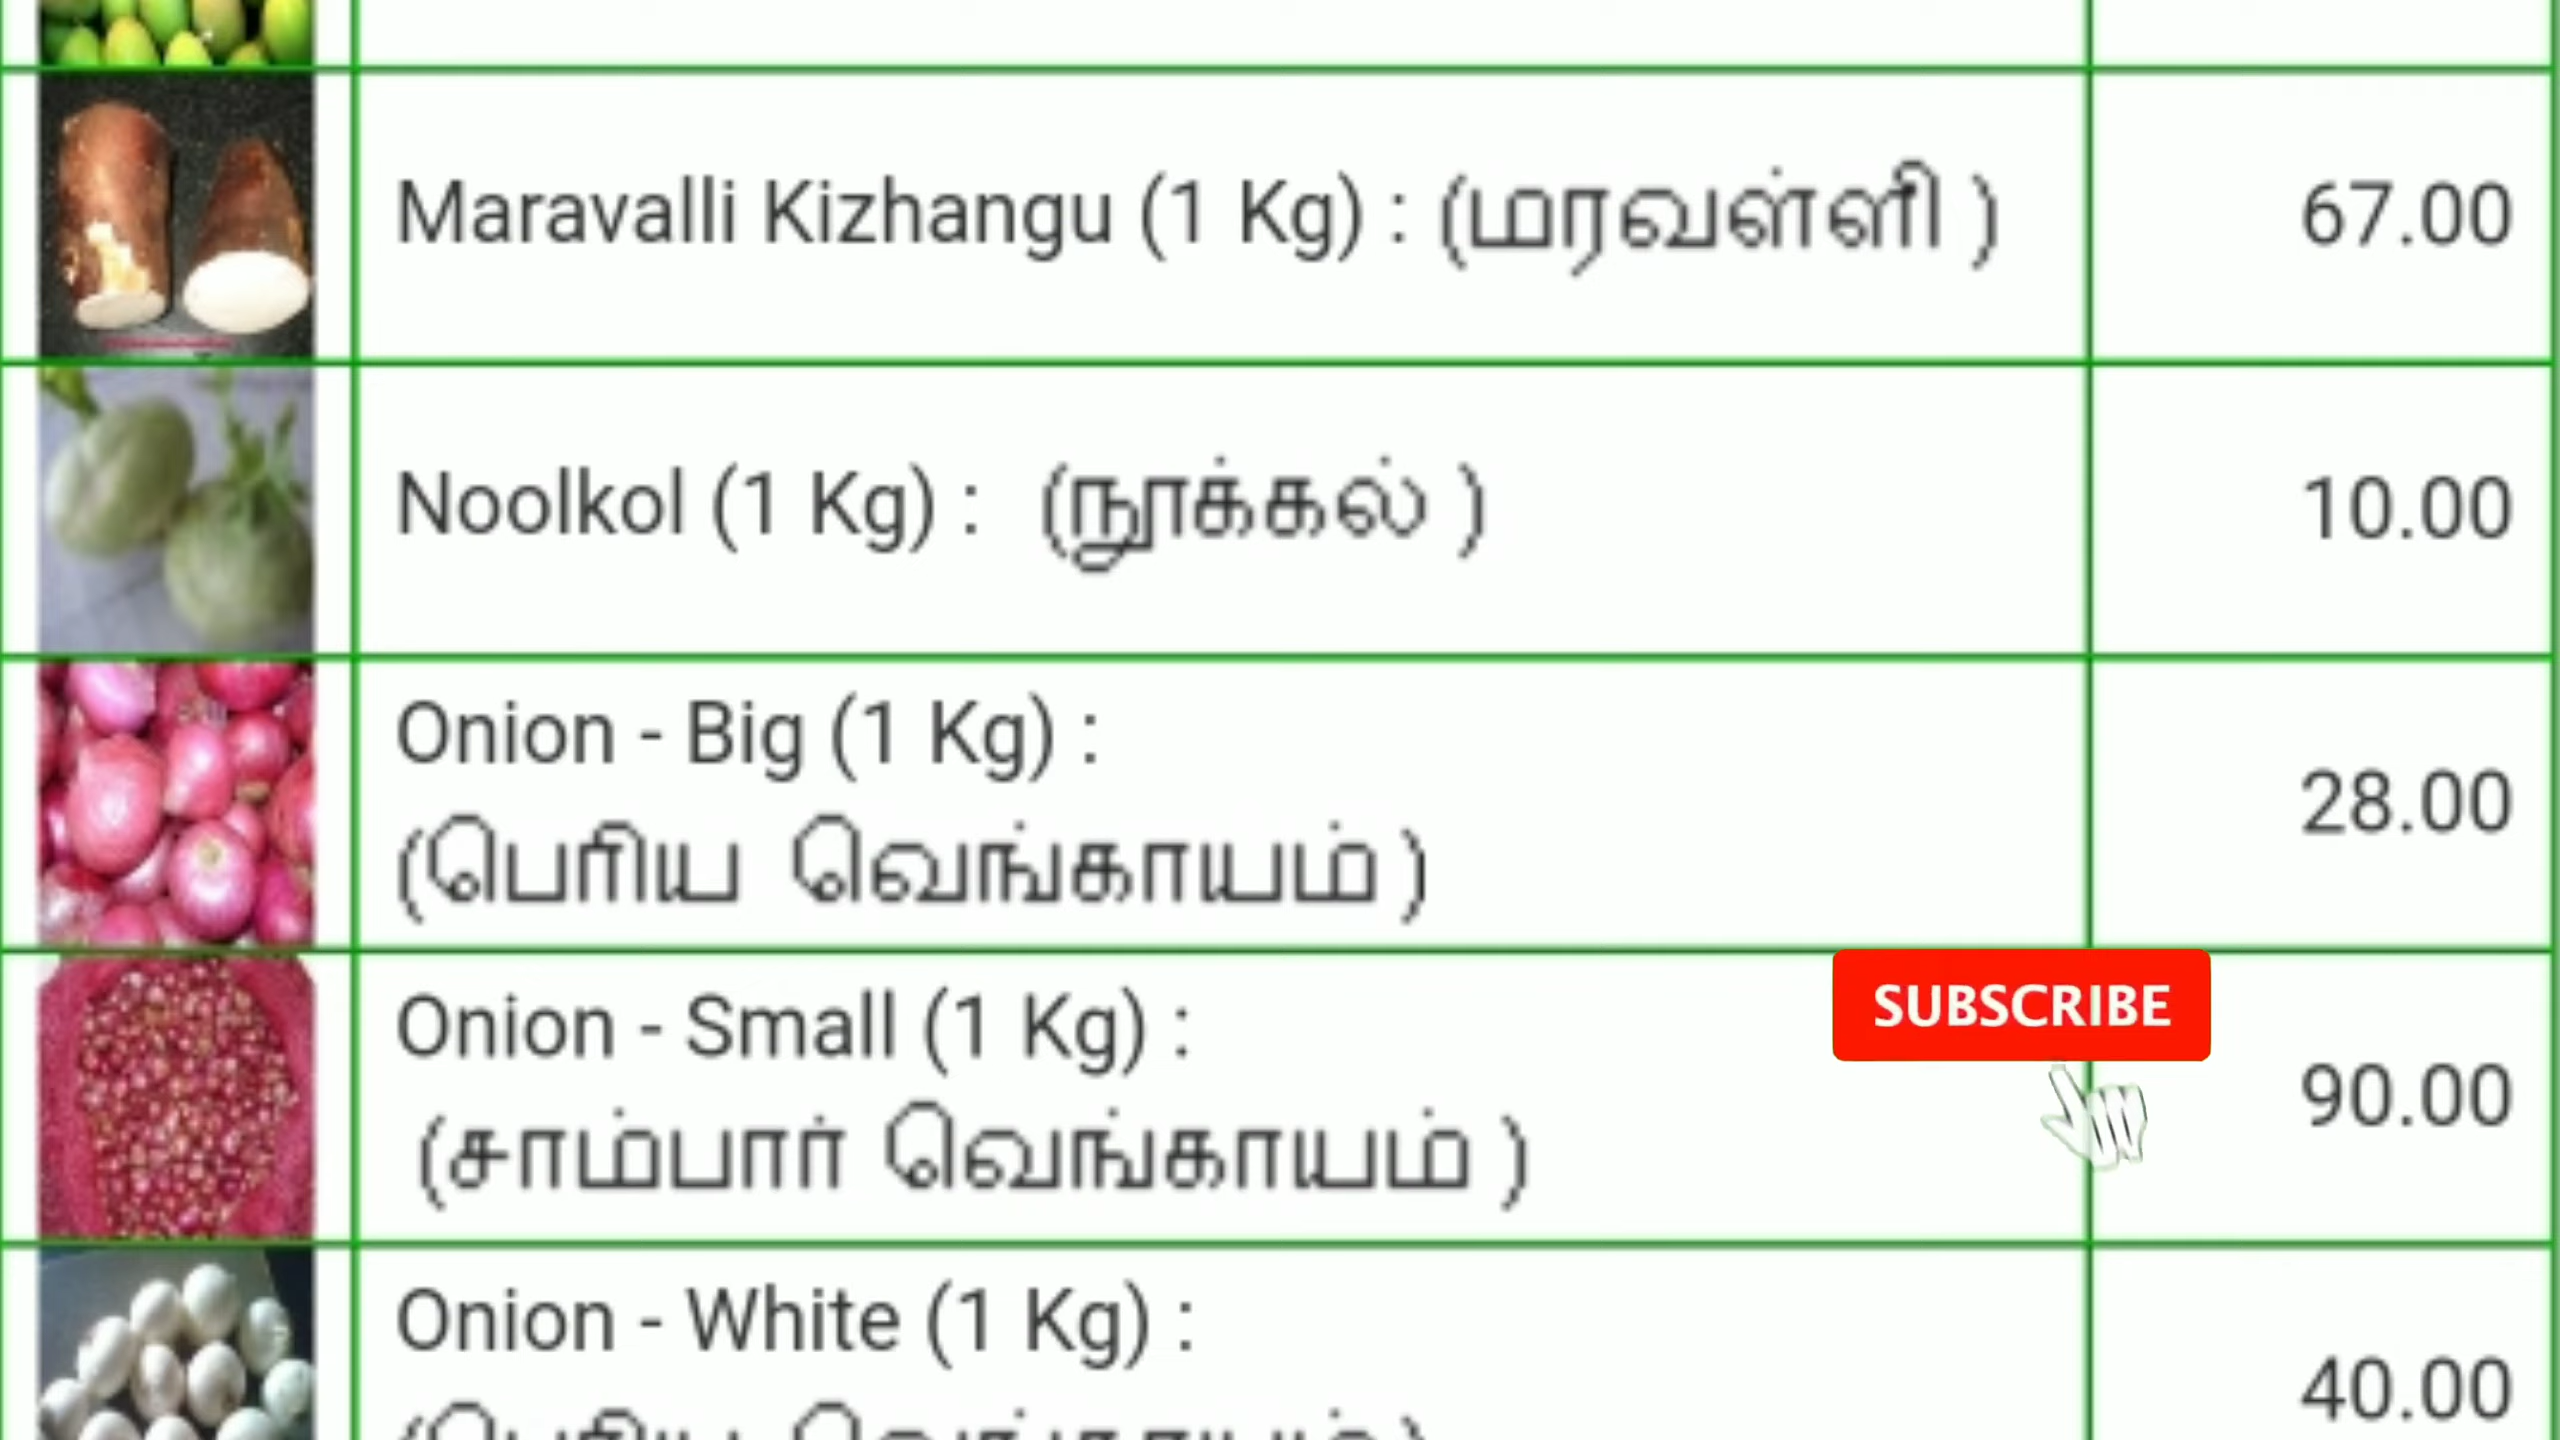 Maravalli Kizhangu (1 Kg) : (மரவள்ளி ) 67.00
Noolkol (1 Kg) : (நூக்கல் ) 10.00
Onion - Big (1 Kg) :
(பெரிய வெங்காயம் ) 28.00
Onion - Small (1 Kg) :
SUBSCRIBE
(சாம்பார் வெங்காயம் ) 90.00
Onion - White (1 Kg) :
40.00